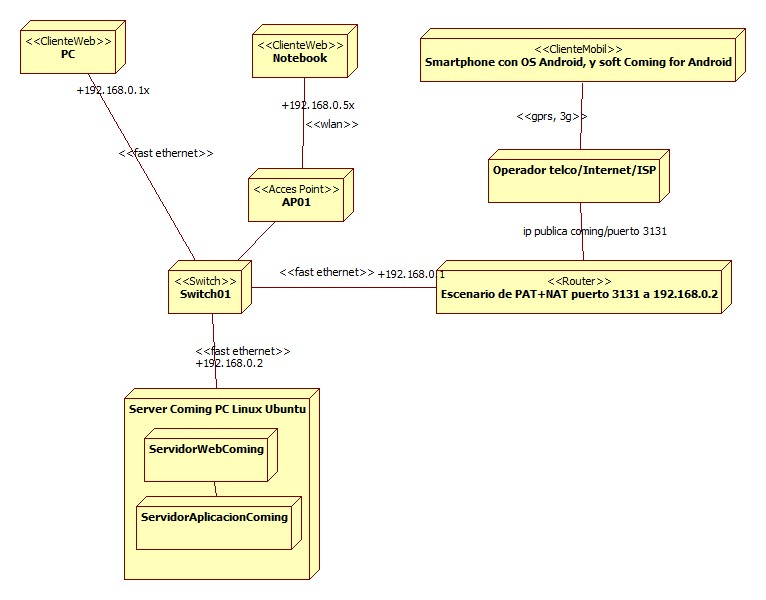 <<ClienteWeb>>
PC
<<ClienteWeb>>
Notebook
<<ClienteMobil>>
Smartphone con OS Android, y soft Coming for Android
+192.168.0.1x
+192.168.0.5x
<<wlan>>
<<gprs, 3g>>
<<fast ethernet>>
<<Acces Point>>
AP01
Operador telco/Internet/ISP
ip publica coming/puerto 3131
<<Switch>>
Switch01
<<fast ethernet>>
+192.168.0.1
<<Router>>
Escenario de PAT+NAT puerto 3131 a 192.168.0.2
<<fast ethernet>>
+192.168.0.2
Server Coming PC Linux Ubuntu
ServidorWebComing
ServidorAplicacionComing